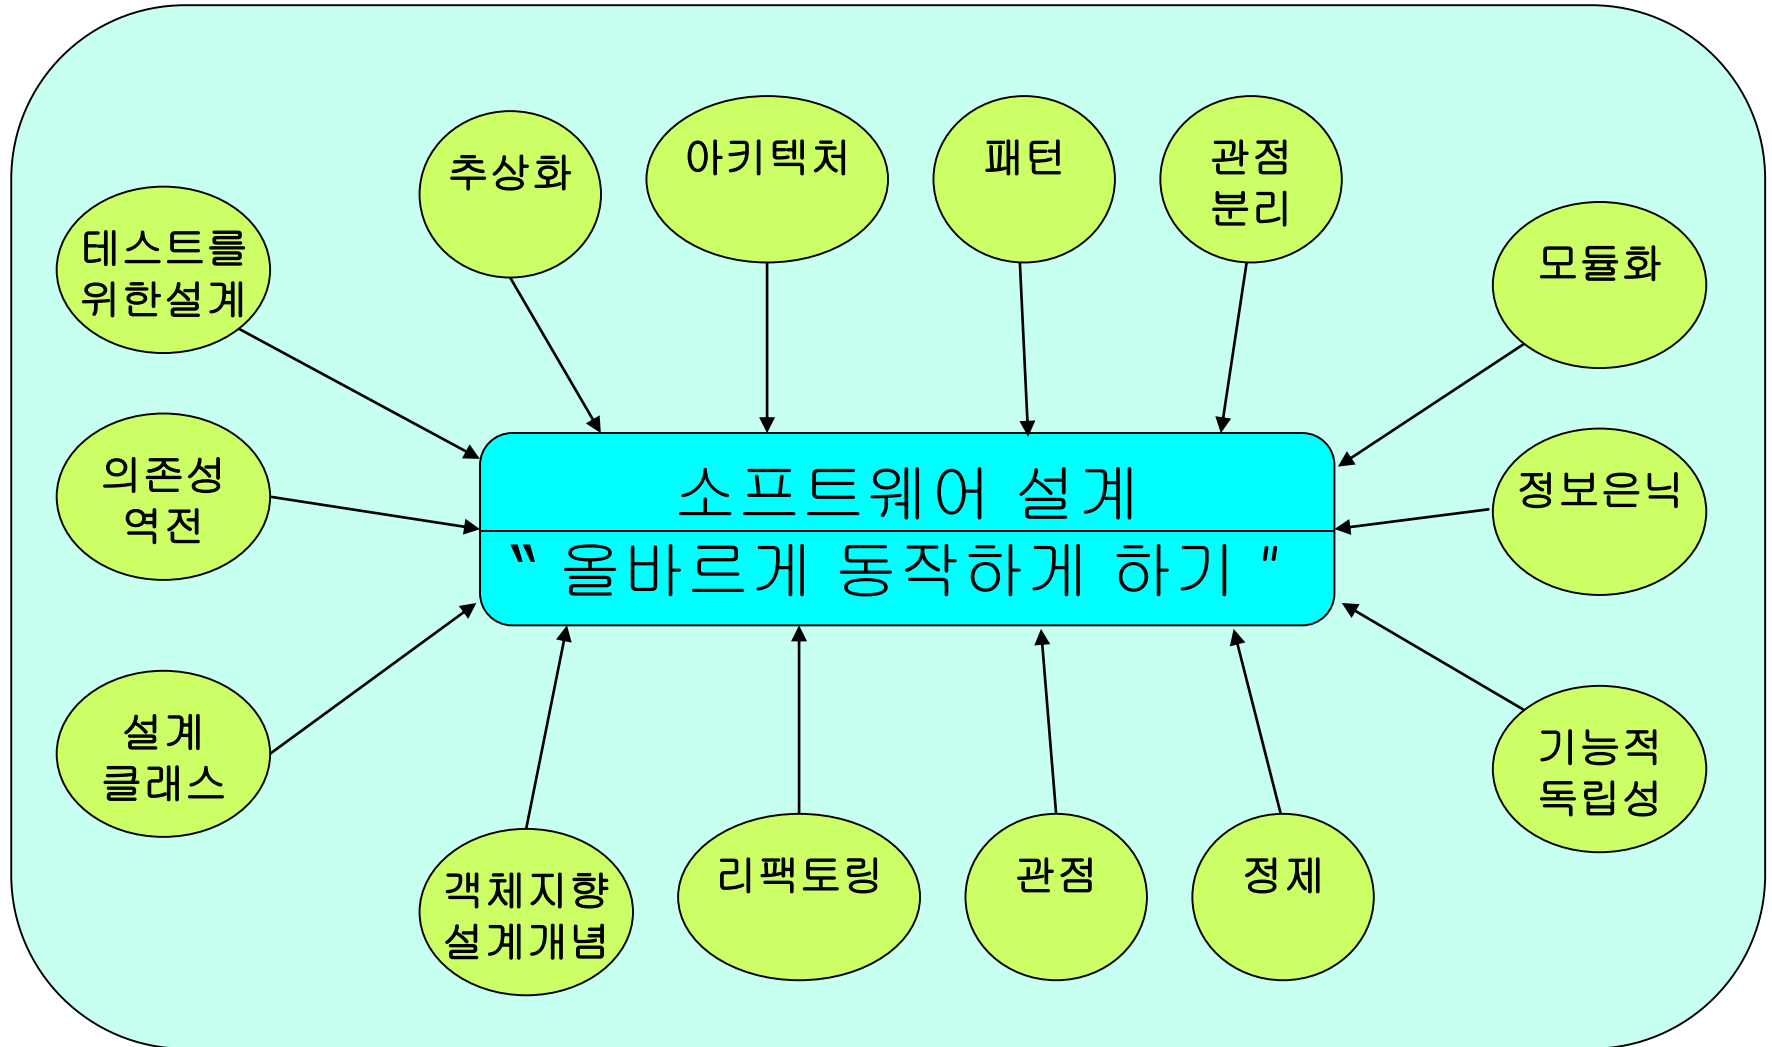 추상화
아키텍처
패턴
관점
분리
테스트를
위한설계
모듈화
의존성
역전
소프트웨어 설계
“ 올바르게 동작하게 하기 ”
정보은닉
설계
클래스
기능적
독립성
객체지향
설계개념
리팩토링
관점
정제